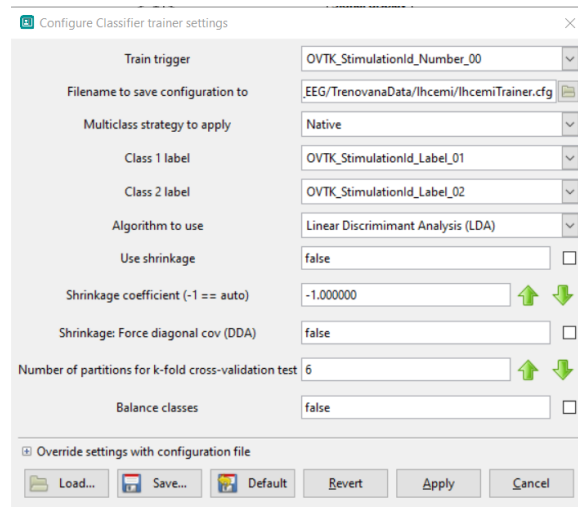 Configure Classifier trainer settings
Train trigger OVTK_StimulationId_Number_00
Filename to save configuration to _EEG/TrenovanaData/Ihcemi/IhcemiTrainer.cfg
Multiclass strategy to apply Native
Class 1 label OVTK_StimulationId_Label_01
Class 2 label OVTK_StimulationId_Label_02
Algorithm to use Linear Discrimimant Analysis (LDA)
Use shrinkage false
Shrinkage coefficient (-1 == auto) -1.000000
Shrinkage: Force diagonal cov (DDA) false
Number of partitions for k-fold cross-validation test 6
Balance classes false
Override settings with configuration file
Load... Save... Default Revert Apply Cancel